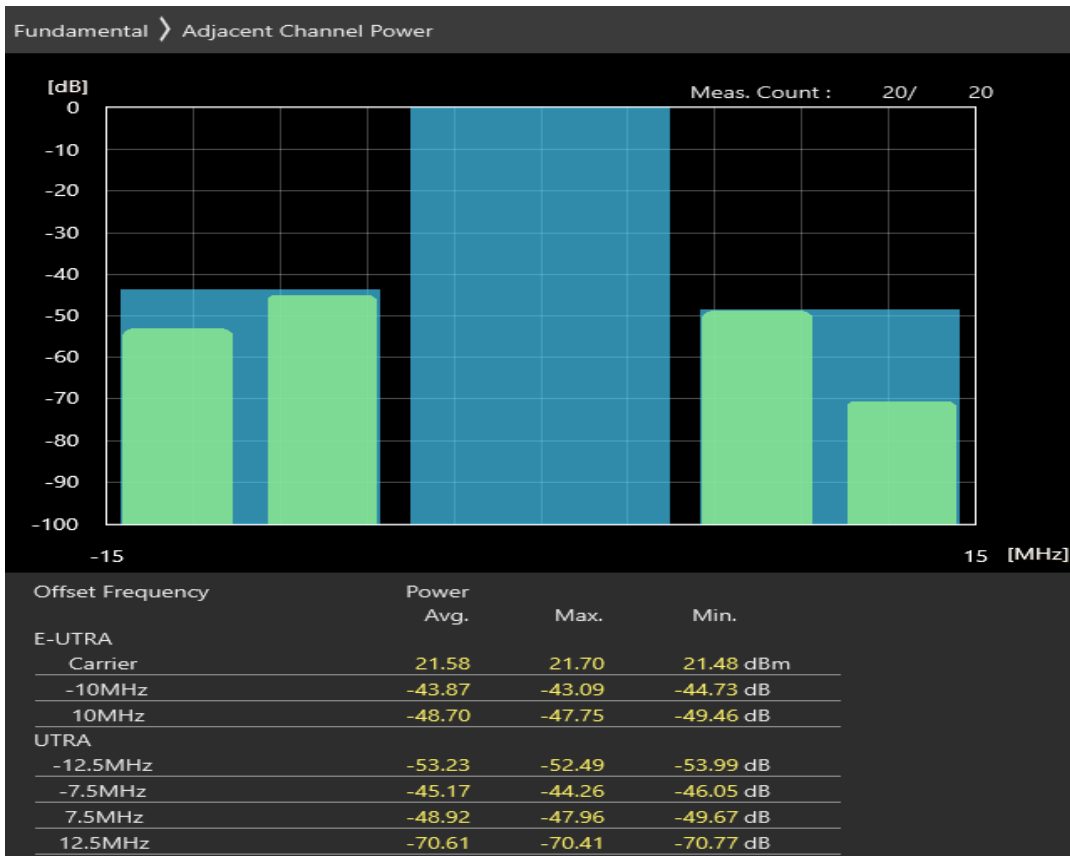 Fundamental ❭ Adjacent Channel Power
[dB]
Meas. Count : 20/ 20
0
-10
-20
-30
-40
-50
-60
-70
-80
-90
-100
-15 15 [MHz]
Offset Frequency Power
Avg. Max. Min.
E-UTRA
Carrier 21.58 21.70 21.48 dBm
-10MHz -43.87 -43.09 -44.73 dB
10MHz -48.70 -47.75 -49.46 dB
UTRA
-12.5MHz -53.23 -52.49 -53.99 dB
-7.5MHz -45.17 -44.26 -46.05 dB
7.5MHz -48.92 -47.96 -49.67 dB
12.5MHz -70.61 -70.41 -70.77 dB